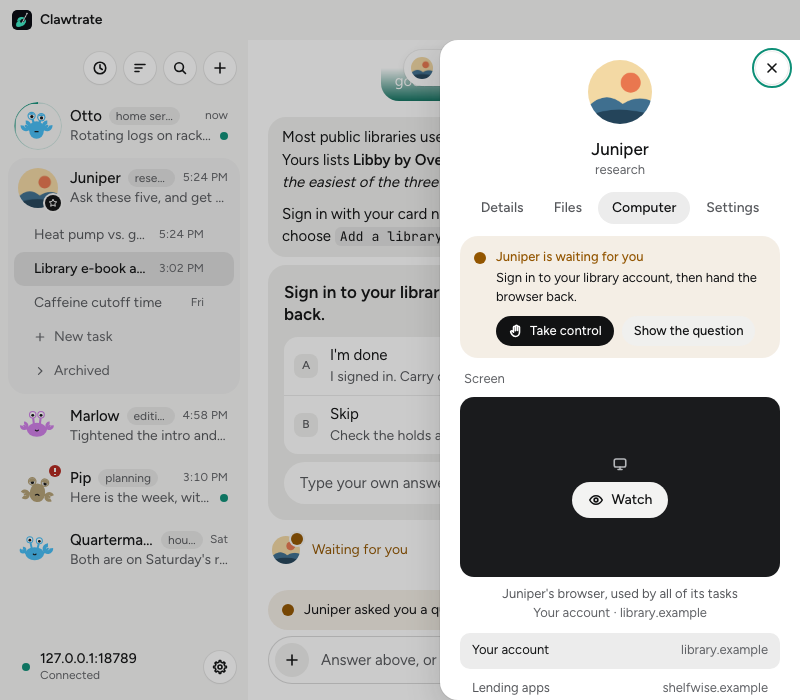 Clawtrate
Otto
home ser...
now
Rotating logs on rack...
Juniper
rese...
5:24 PM
Ask these five, and get ...
Heat pump vs. g...
5:24 PM
Library e-book a...
3:02 PM
Caffeine cutoff time
Fri
New task
Archived
Marlow
editi...
4:58 PM
Tightened the intro and...
Pip
planning
3:10 PM
Here is the week, wit...
Quarterma...
hou...
Sat
Both are on Saturday's r...
127.0.0.1:18789
Connected
go
Most public libraries use
Yours lists Libby by Ove
the easiest of the three
Sign in with your card n
choose Add a library
Sign in to your librar
back.
A
I'm done
I signed in. Carry o
B
Skip
Check the holds a
Type your own answe
Waiting for you
Juniper asked you a q
Answer above, or
Juniper
research
Details
Files
Computer
Settings
Juniper is waiting for you
Sign in to your library account, then hand the
browser back.
Take control
Show the question
Screen
Watch
Juniper's browser, used by all of its tasks
Your account · library.example
Your account
library.example
Lending apps
shelfwise.example